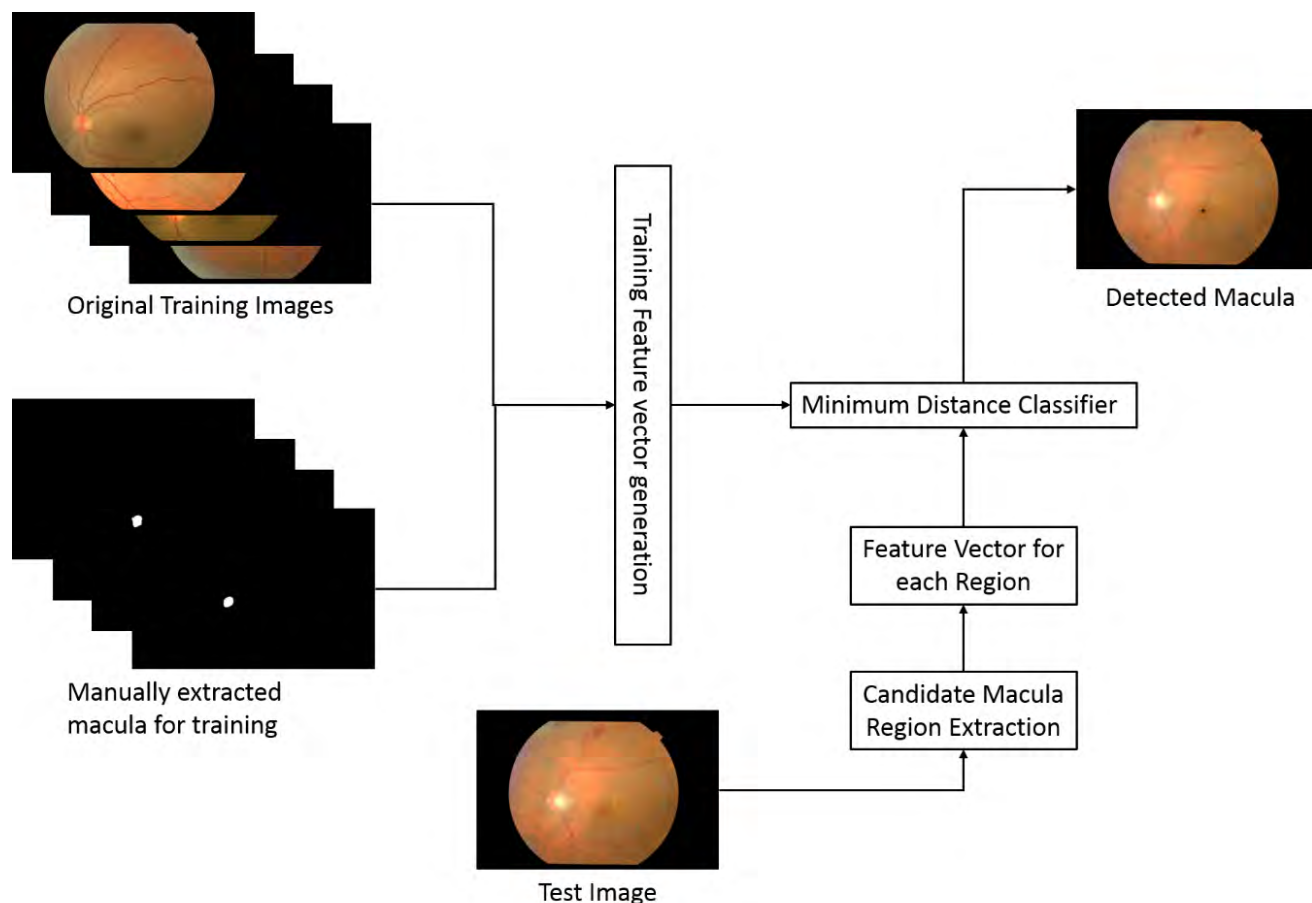 Original Training Images
Manually extracted
macula for training
Training Feature vector generation
Test Image
Candidate Macula
Region Extraction
Feature Vector for
each Region
Minimum Distance Classifier
Detected Macula